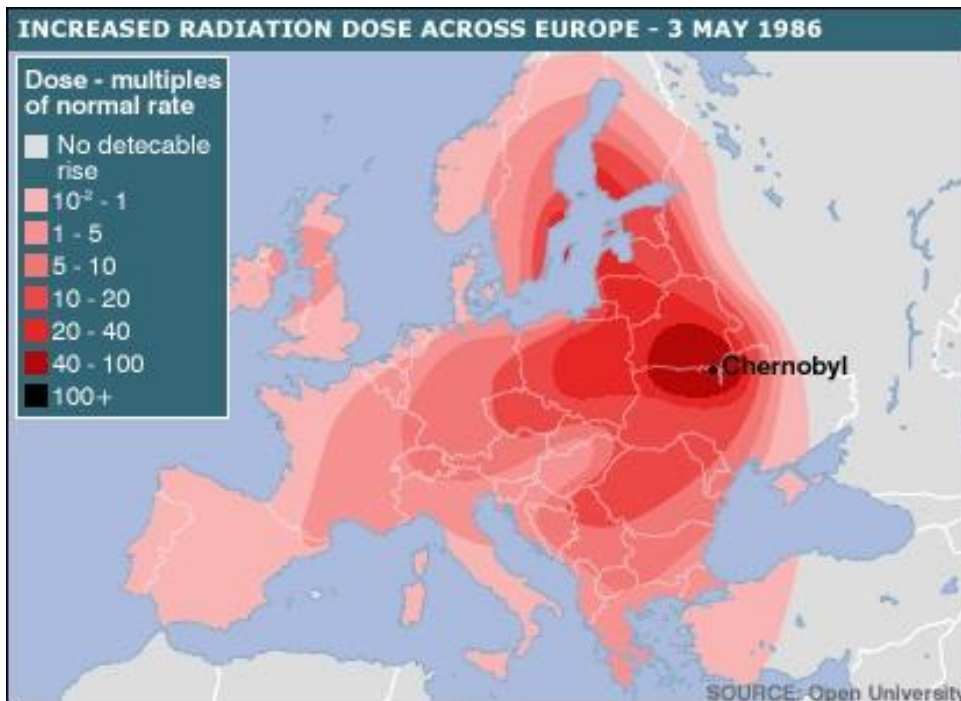 INCREASED RADIATION DOSE ACROSS EUROPE - 3 MAY 1986
Dose - multiples
of normal rate
No detecable
rise
10⁻² - 1
1 - 5
5 - 10
10 - 20
20 - 40
40 - 100
100+
Chernobyl
SOURCE: Open University